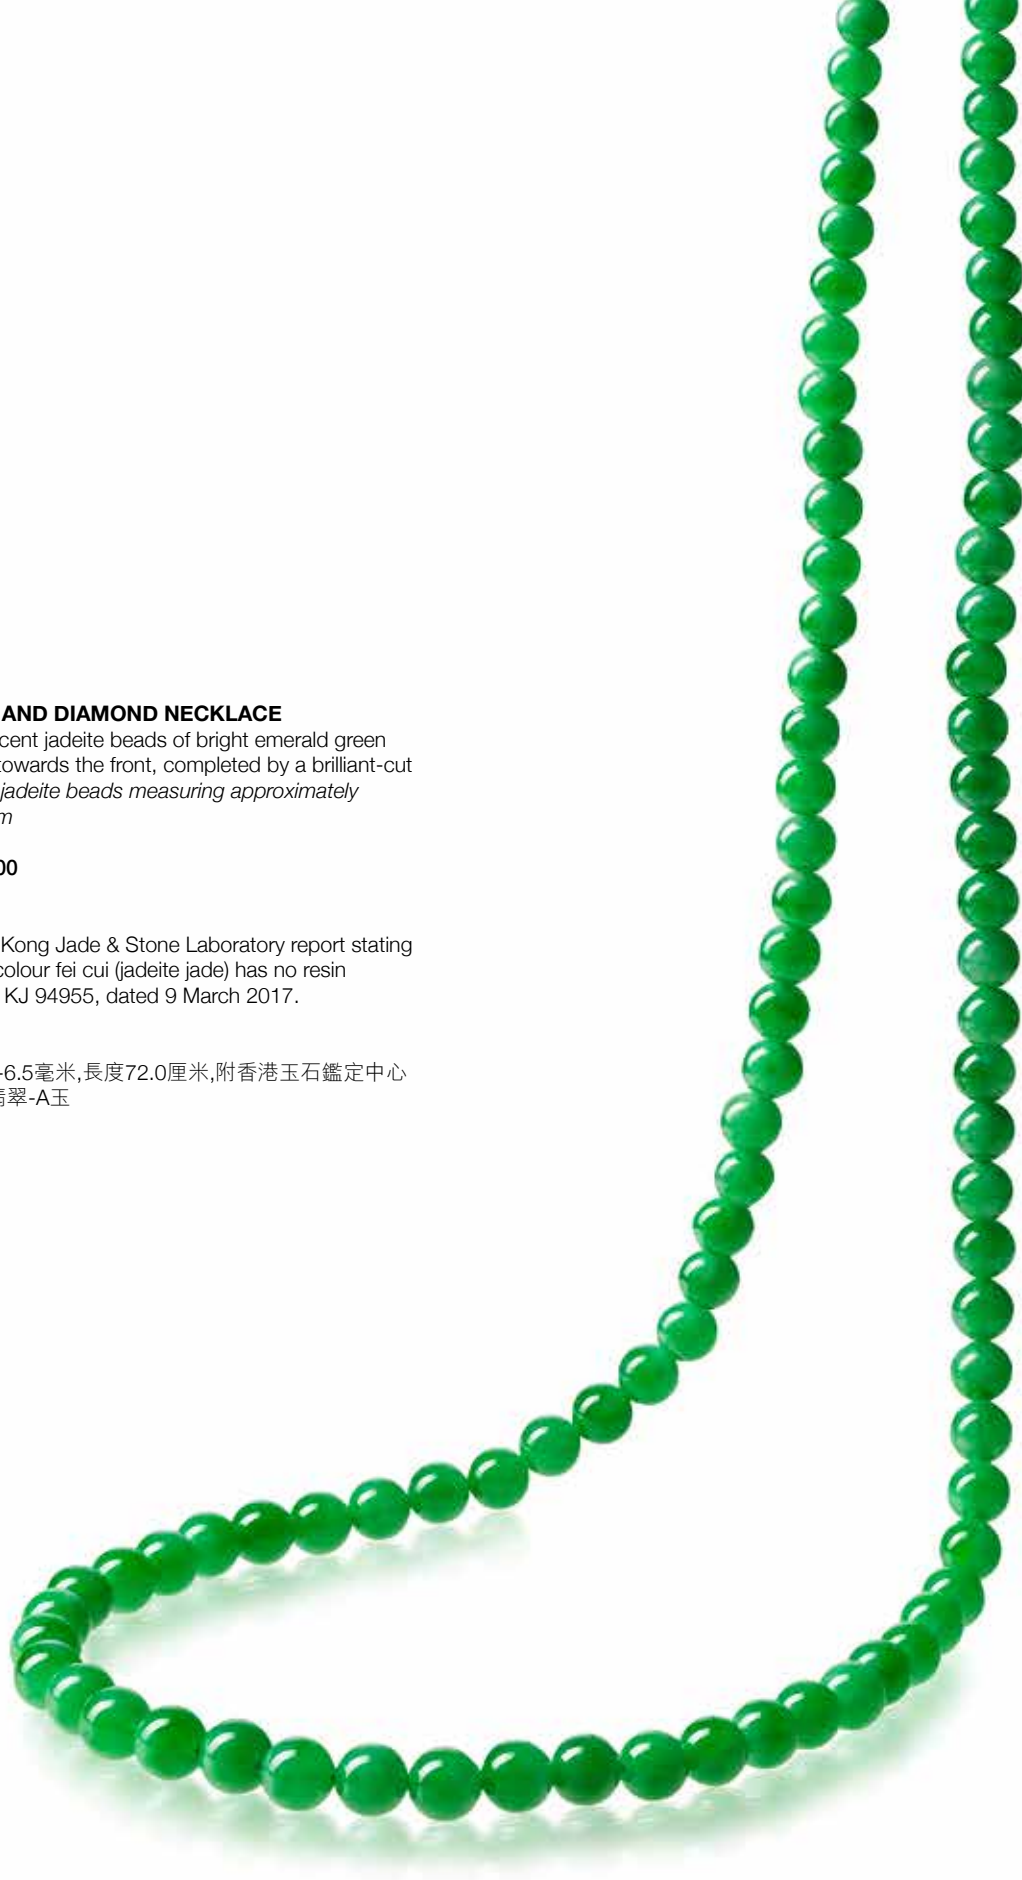 AND DIAMOND NECKLACE
cent jadeite beads of bright emerald green
towards the front, completed by a brilliant-cut
jadeite beads measuring approximately
m
00
Kong Jade & Stone Laboratory report stating
colour fei cui (jadeite jade) has no resin
KJ 94955, dated 9 March 2017.
-6.5毫米,長度72.0厘米,附香港玉石鑑定中心
翠-A玉